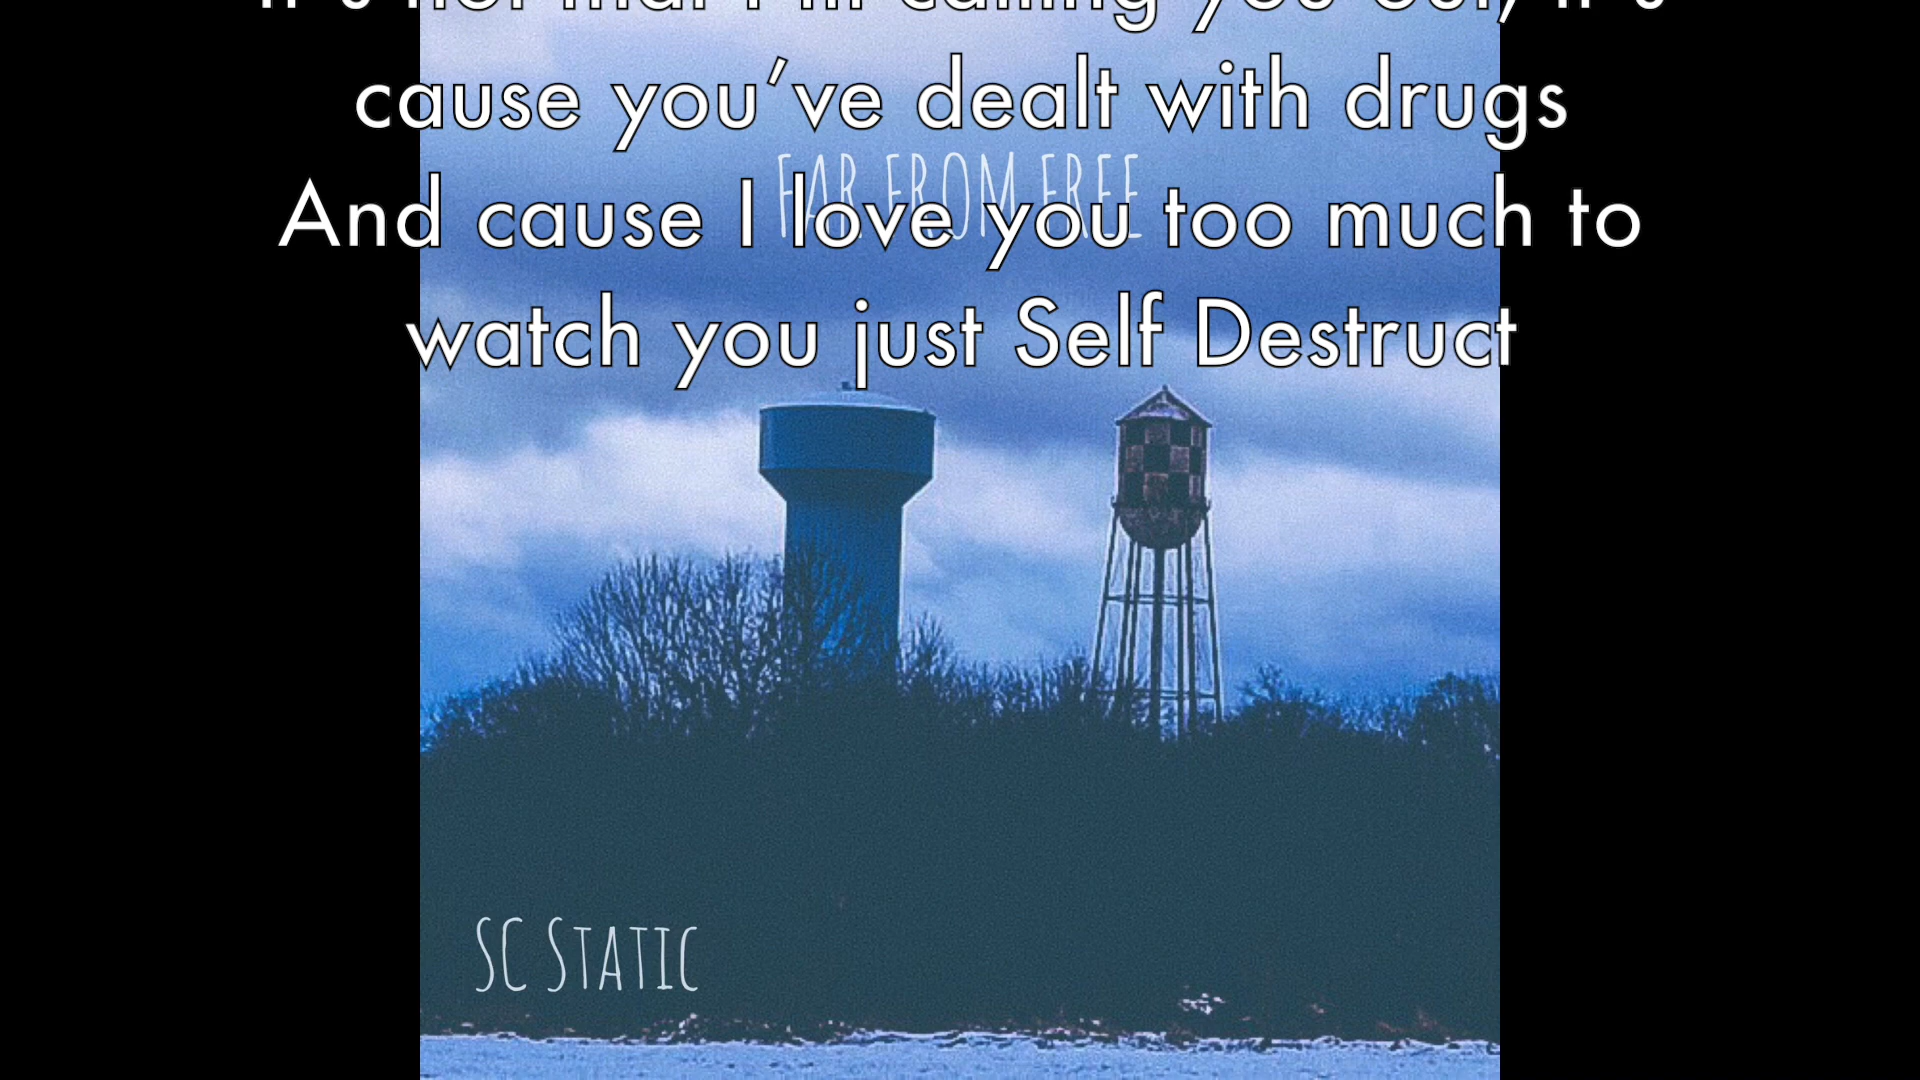 It's not that I'm calling you out, it's
cause you've dealt with drugs
FAR FROM FREE
And cause I love you too much to
watch you just Self Destruct
SC STATIC